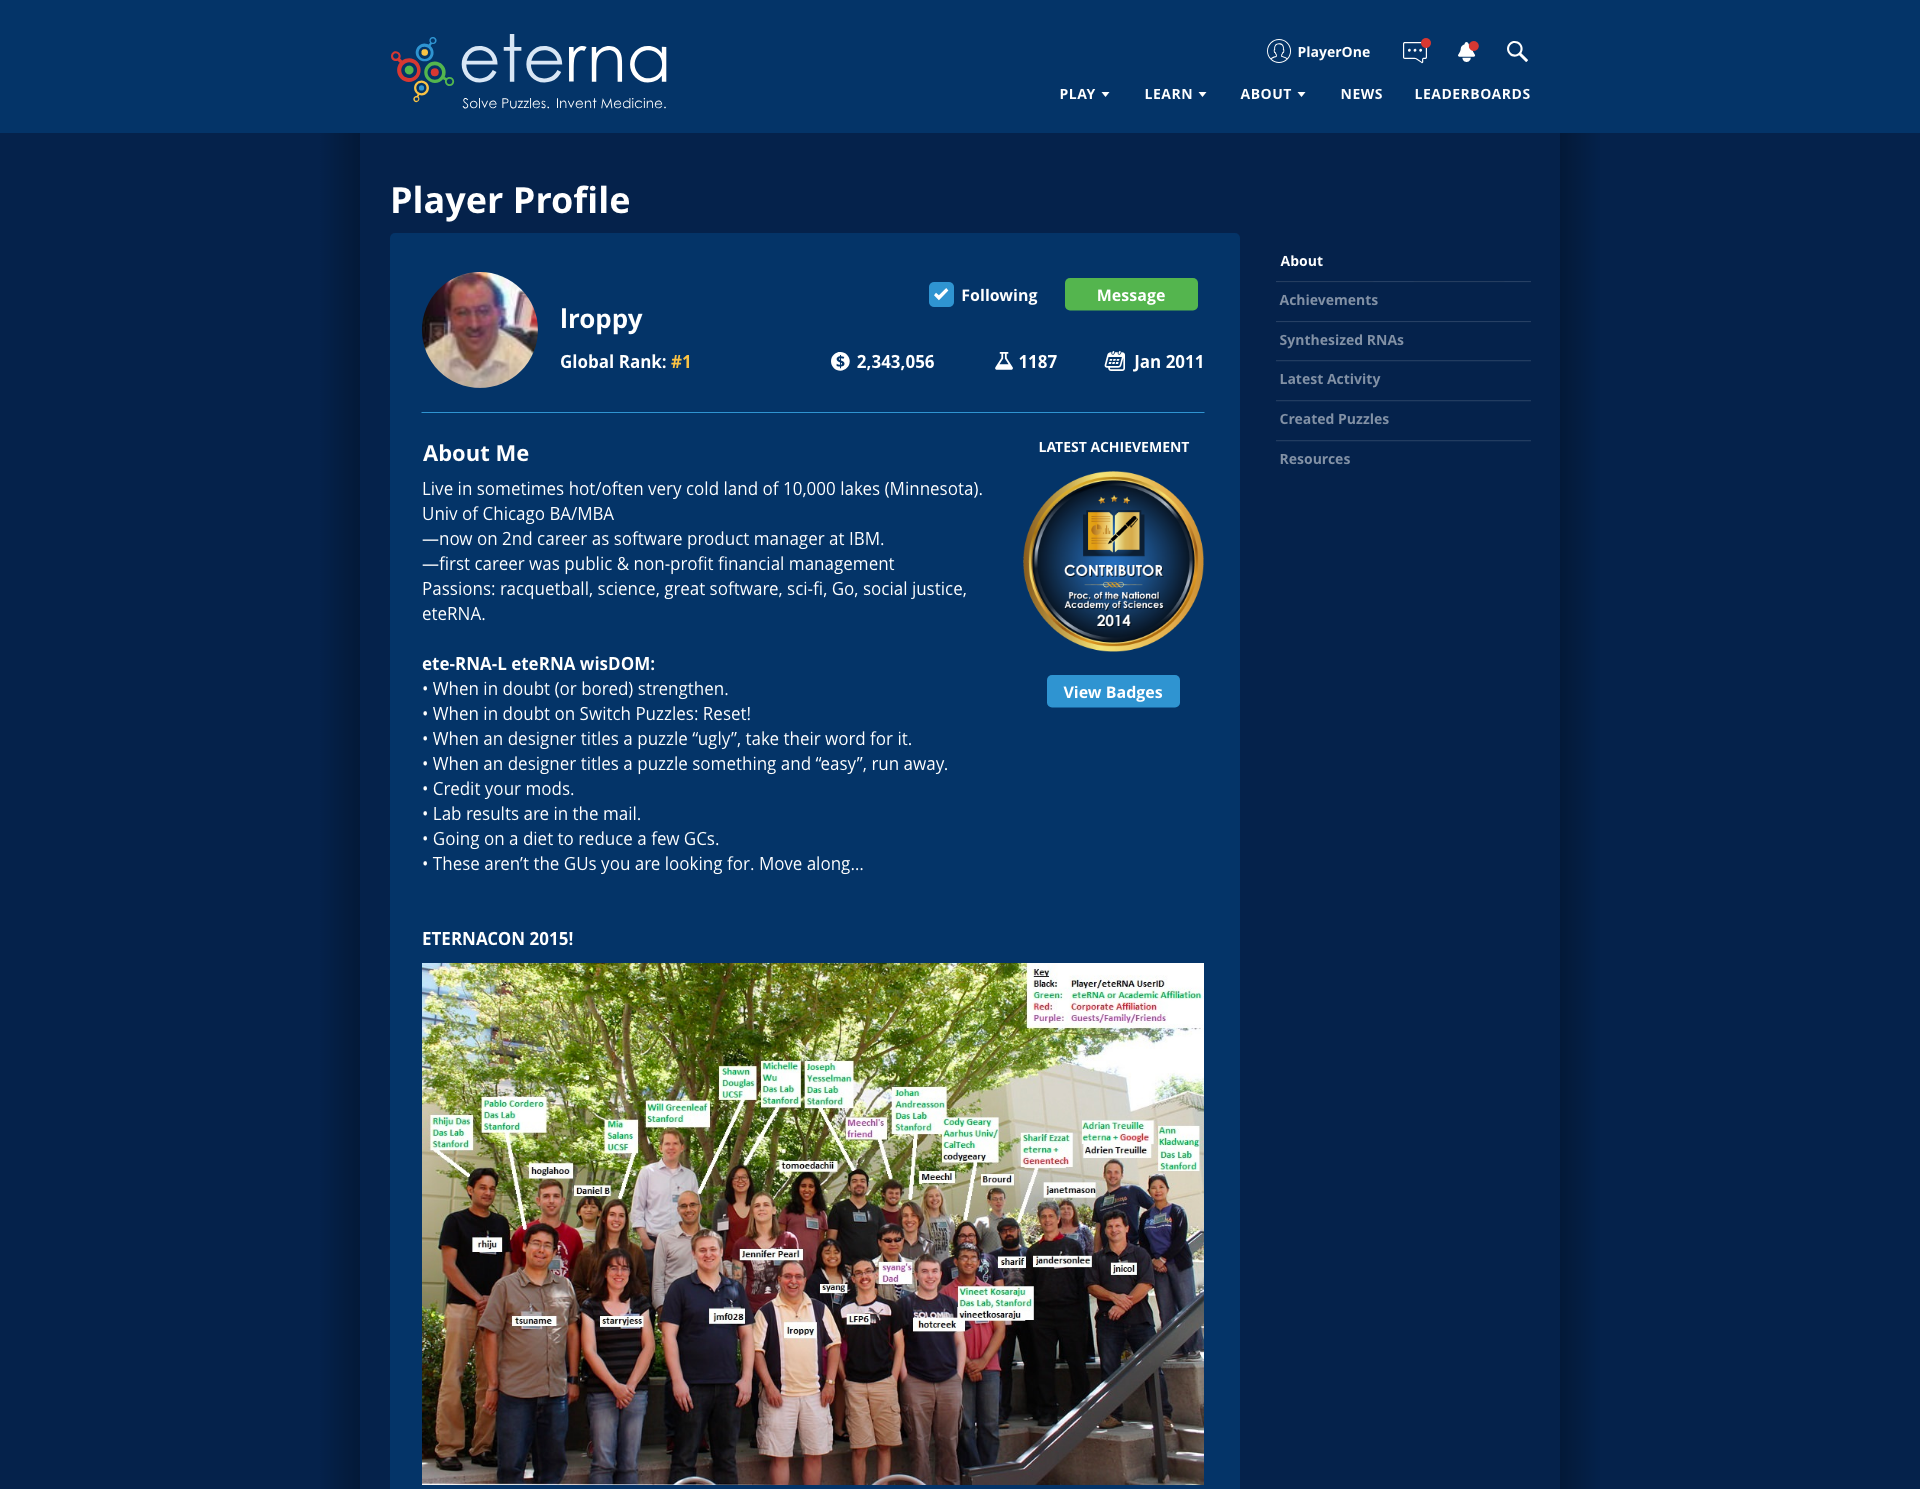 eterna
Solve Puzzles. Invent Medicine.
PlayerOne
PLAY
LEARN
ABOUT
NEWS
LEADERBOARDS
Player Profile
lroppy
Following
Message
Global Rank: #1
2,343,056
1187
Jan 2011
About Me
Live in sometimes hot/often very cold land of 10,000 lakes (Minnesota).
Univ of Chicago BA/MBA
—now on 2nd career as software product manager at IBM.
—first career was public & non-profit financial management
Passions: racquetball, science, great software, sci-fi, Go, social justice,
eteRNA.
ete-RNA-L eteRNA wisDOM:
• When in doubt (or bored) strengthen.
• When in doubt on Switch Puzzles: Reset!
• When an designer titles a puzzle “ugly”, take their word for it.
• When an designer titles a puzzle something and “easy”, run away.
• Credit your mods.
• Lab results are in the mail.
• Going on a diet to reduce a few GCs.
• These aren’t the GUs you are looking for. Move along…
LATEST ACHIEVEMENT
CONTRIBUTOR
Proc. of the National
Academy of Sciences
2014
View Badges
About
Achievements
Synthesized RNAs
Latest Activity
Created Puzzles
Resources
ETERNACON 2015!
Key
Black: Player/eteRNA UserID
Green: eteRNA or Academic Affiliation
Red: Corporate Affiliation
Purple: Guests/Family/Friends
Rhiju Das
Das Lab
Stanford
Pablo Cordero
Das Lab
Stanford
hoglahoo
Daniel B
Mia
Salans
UCSF
Will Greenleaf
Stanford
Shawn
Douglas
UCSF
Michelle
Wu
Das Lab
Stanford
Joseph
Yesselman
Das Lab
Stanford
tomoedachii
Meechl's
friend
Johan
Andreasson
Das Lab
Stanford
Meechl
Cody Geary
Aarhus Univ/
CalTech
codygeary
Brourd
Sharif Ezzat
eterna +
Genentech
janetmason
Adrian Treuille
eterna + Google
Adrien Treuille
Ann
Kladwang
Das Lab
Stanford
rhiju
Jennifer Pearl
syang
syang's
Dad
sharif
jandersonlee
jnicol
tsuname
starryjess
jmf028
lroppy
LFP6
SOLOMON
hotcreek
Vineet Kosaraju
Das Lab, Stanford
vineetkosaraju